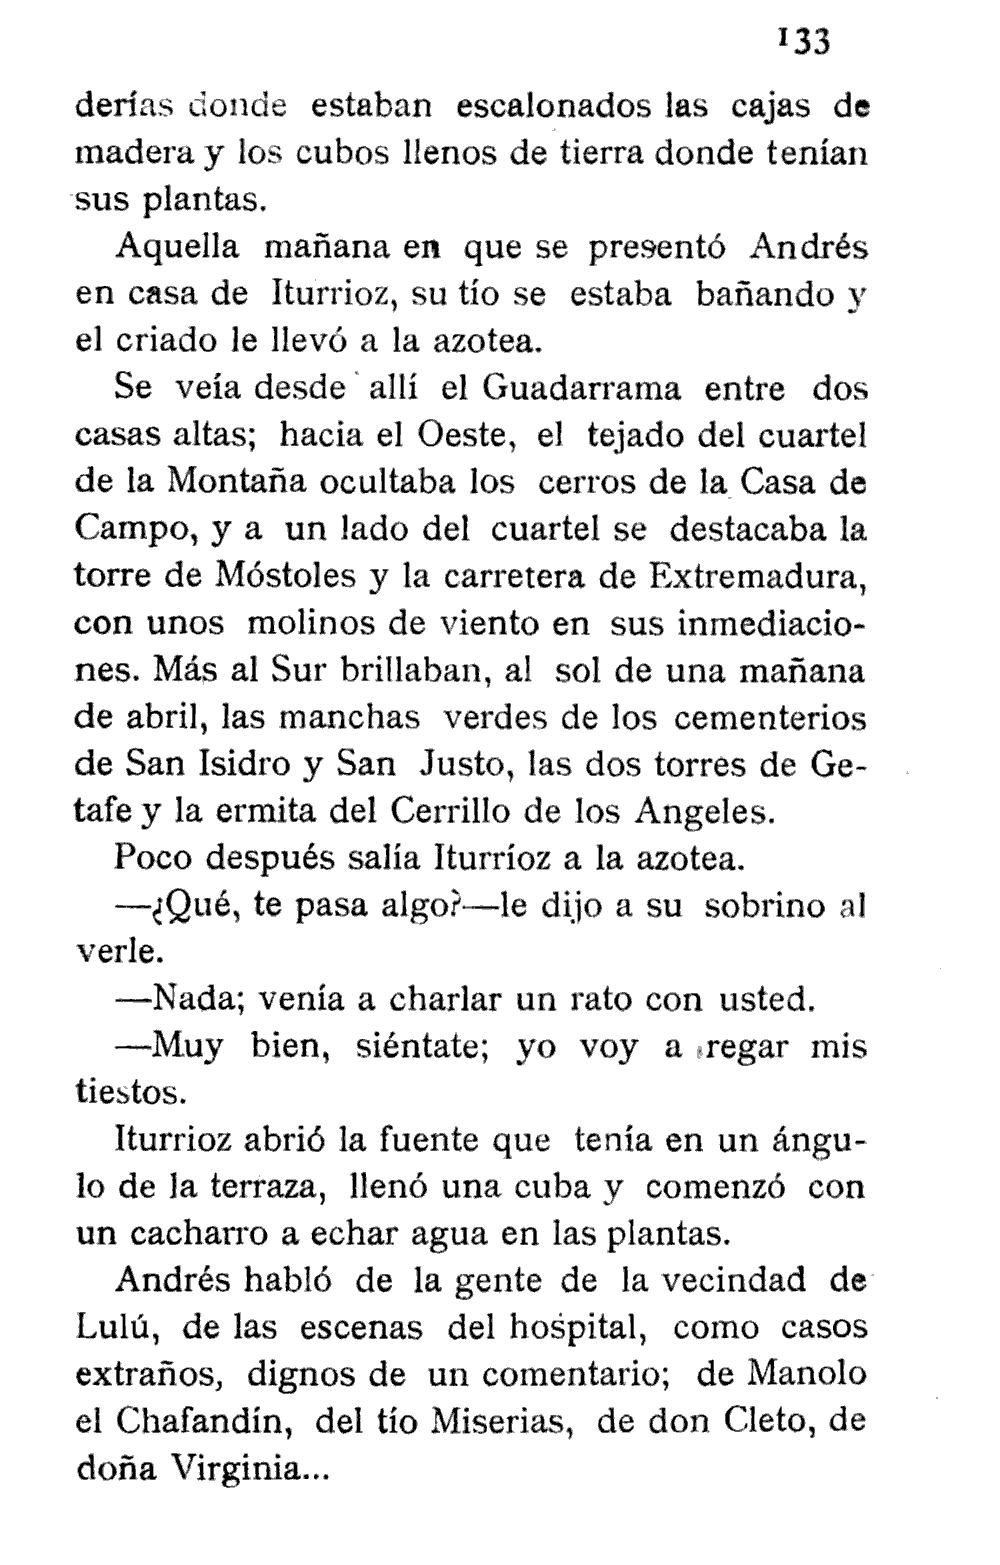 133
derías donde estaban escalonados las cajas de
madera y los cubos llenos de tierra donde tenían
sus plantas.
Aquella mañana en que se presentó Andrés
en casa de Iturrioz, su tío se estaba bañando y
el criado le llevó a la azotea.
Se veía desde allí el Guadarrama entre dos
casas altas; hacia el Oeste, el tejado del cuartel
de la Montaña ocultaba los cerros de la Casa de
Campo, y a un lado del cuartel se destacaba la
torre de Móstoles y la carretera de Extremadura,
con unos molinos de viento en sus inmediacio-
nes. Más al Sur brillaban, al sol de una mañana
de abril, las manchas verdes de los cementerios
de San Isidro y San Justo, las dos torres de Ge-
tafe y la ermita del Cerrillo de los Angeles.
Poco después salía Iturríoz a la azotea.
—¿Qué, te pasa algo?—le dijo a su sobrino al
verle.
—Nada; venía a charlar un rato con usted.
—Muy bien, siéntate; yo voy a regar mis
tiestos.
Iturrioz abrió la fuente que tenía en un ángu-
lo de la terraza, llenó una cuba y comenzó con
un cacharro a echar agua en las plantas.
Andrés habló de la gente de la vecindad de
Lulú, de las escenas del hospital, como casos
extraños, dignos de un comentario; de Manolo
el Chafandín, del tío Miserias, de don Cleto, de
doña Virginia...